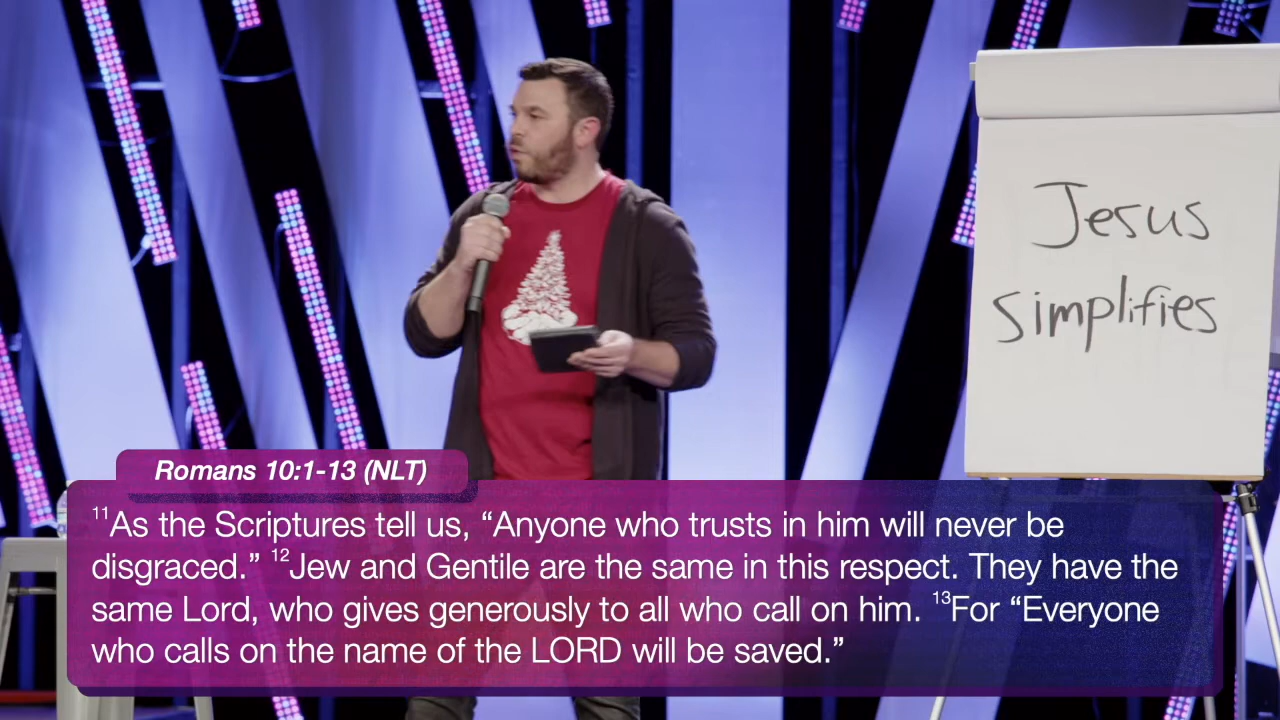 Jesus
simplifies
Romans 10:1-13 (NLT)
¹¹As the Scriptures tell us, “Anyone who trusts in him will never be
disgraced.” ¹²Jew and Gentile are the same in this respect. They have the
same Lord, who gives generously to all who call on him. ¹³For “Everyone
who calls on the name of the LORD will be saved.”